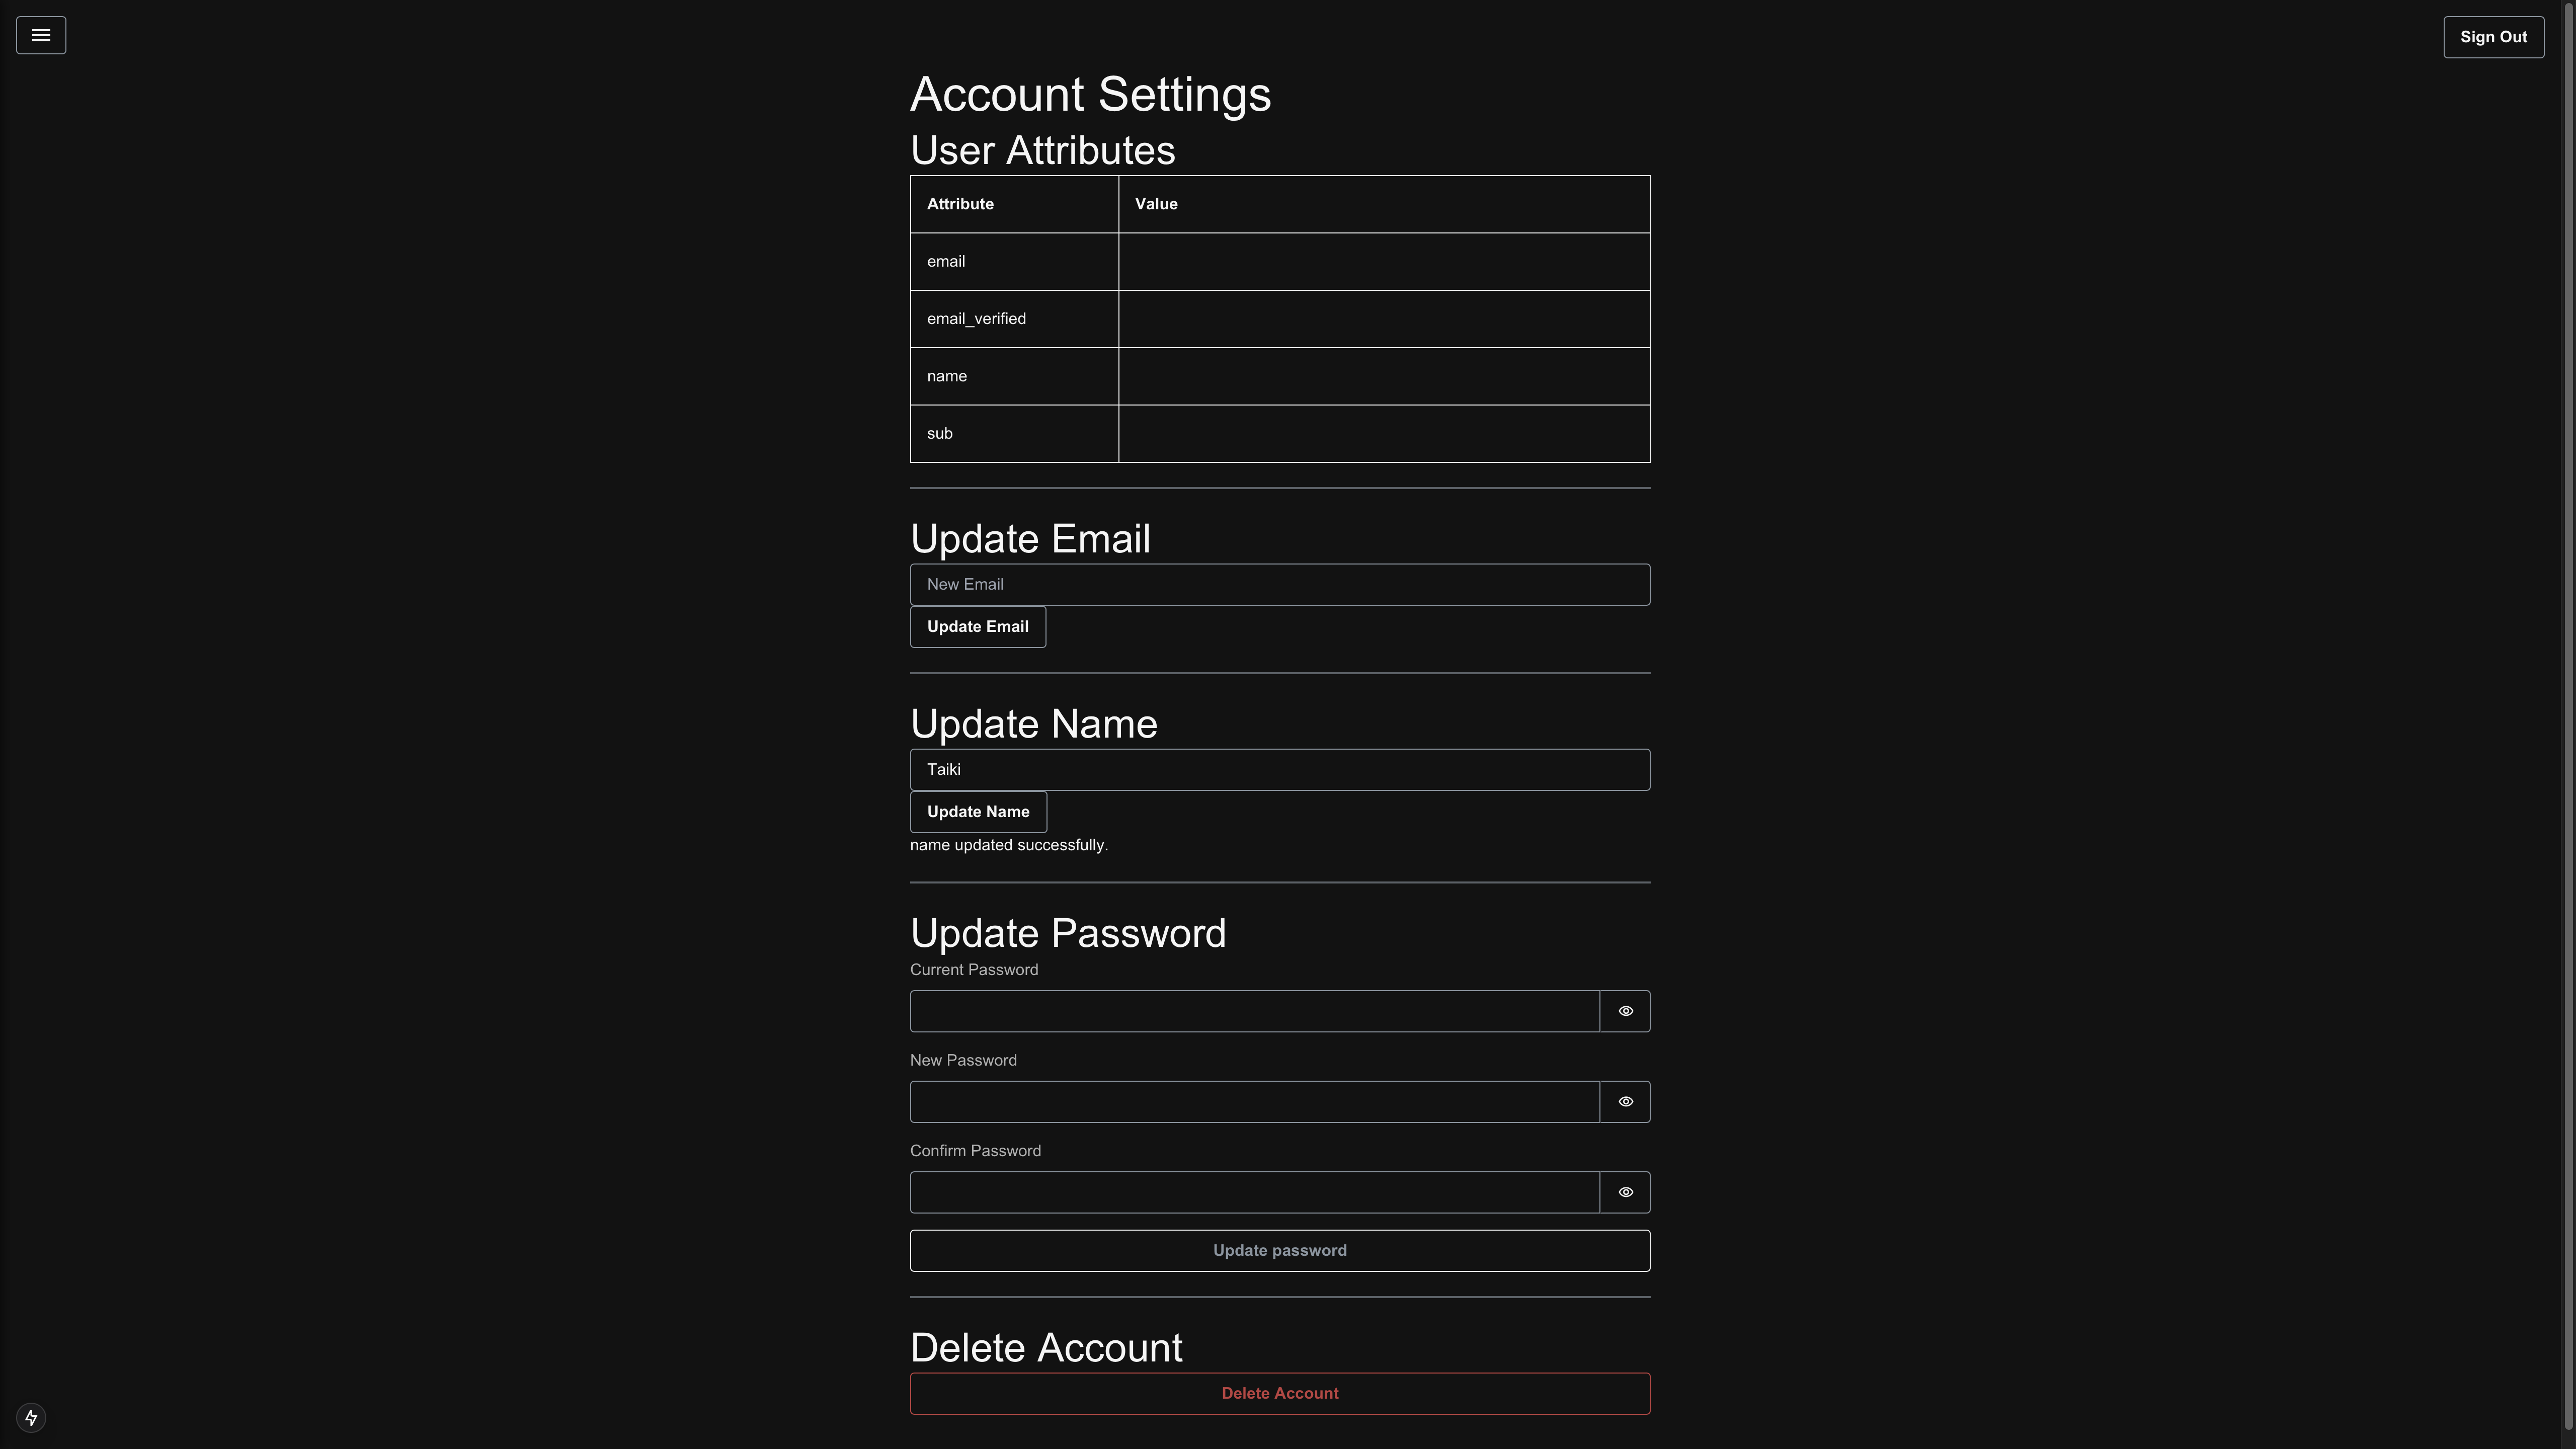 Sign Out
Account Settings
User Attributes
Attribute Value
email
email_verified
name
sub
Update Email
New Email
Update Email
Update Name
Taiki
Update Name
name updated successfully.
Update Password
Current Password
New Password
Confirm Password
Update password
Delete Account
Delete Account